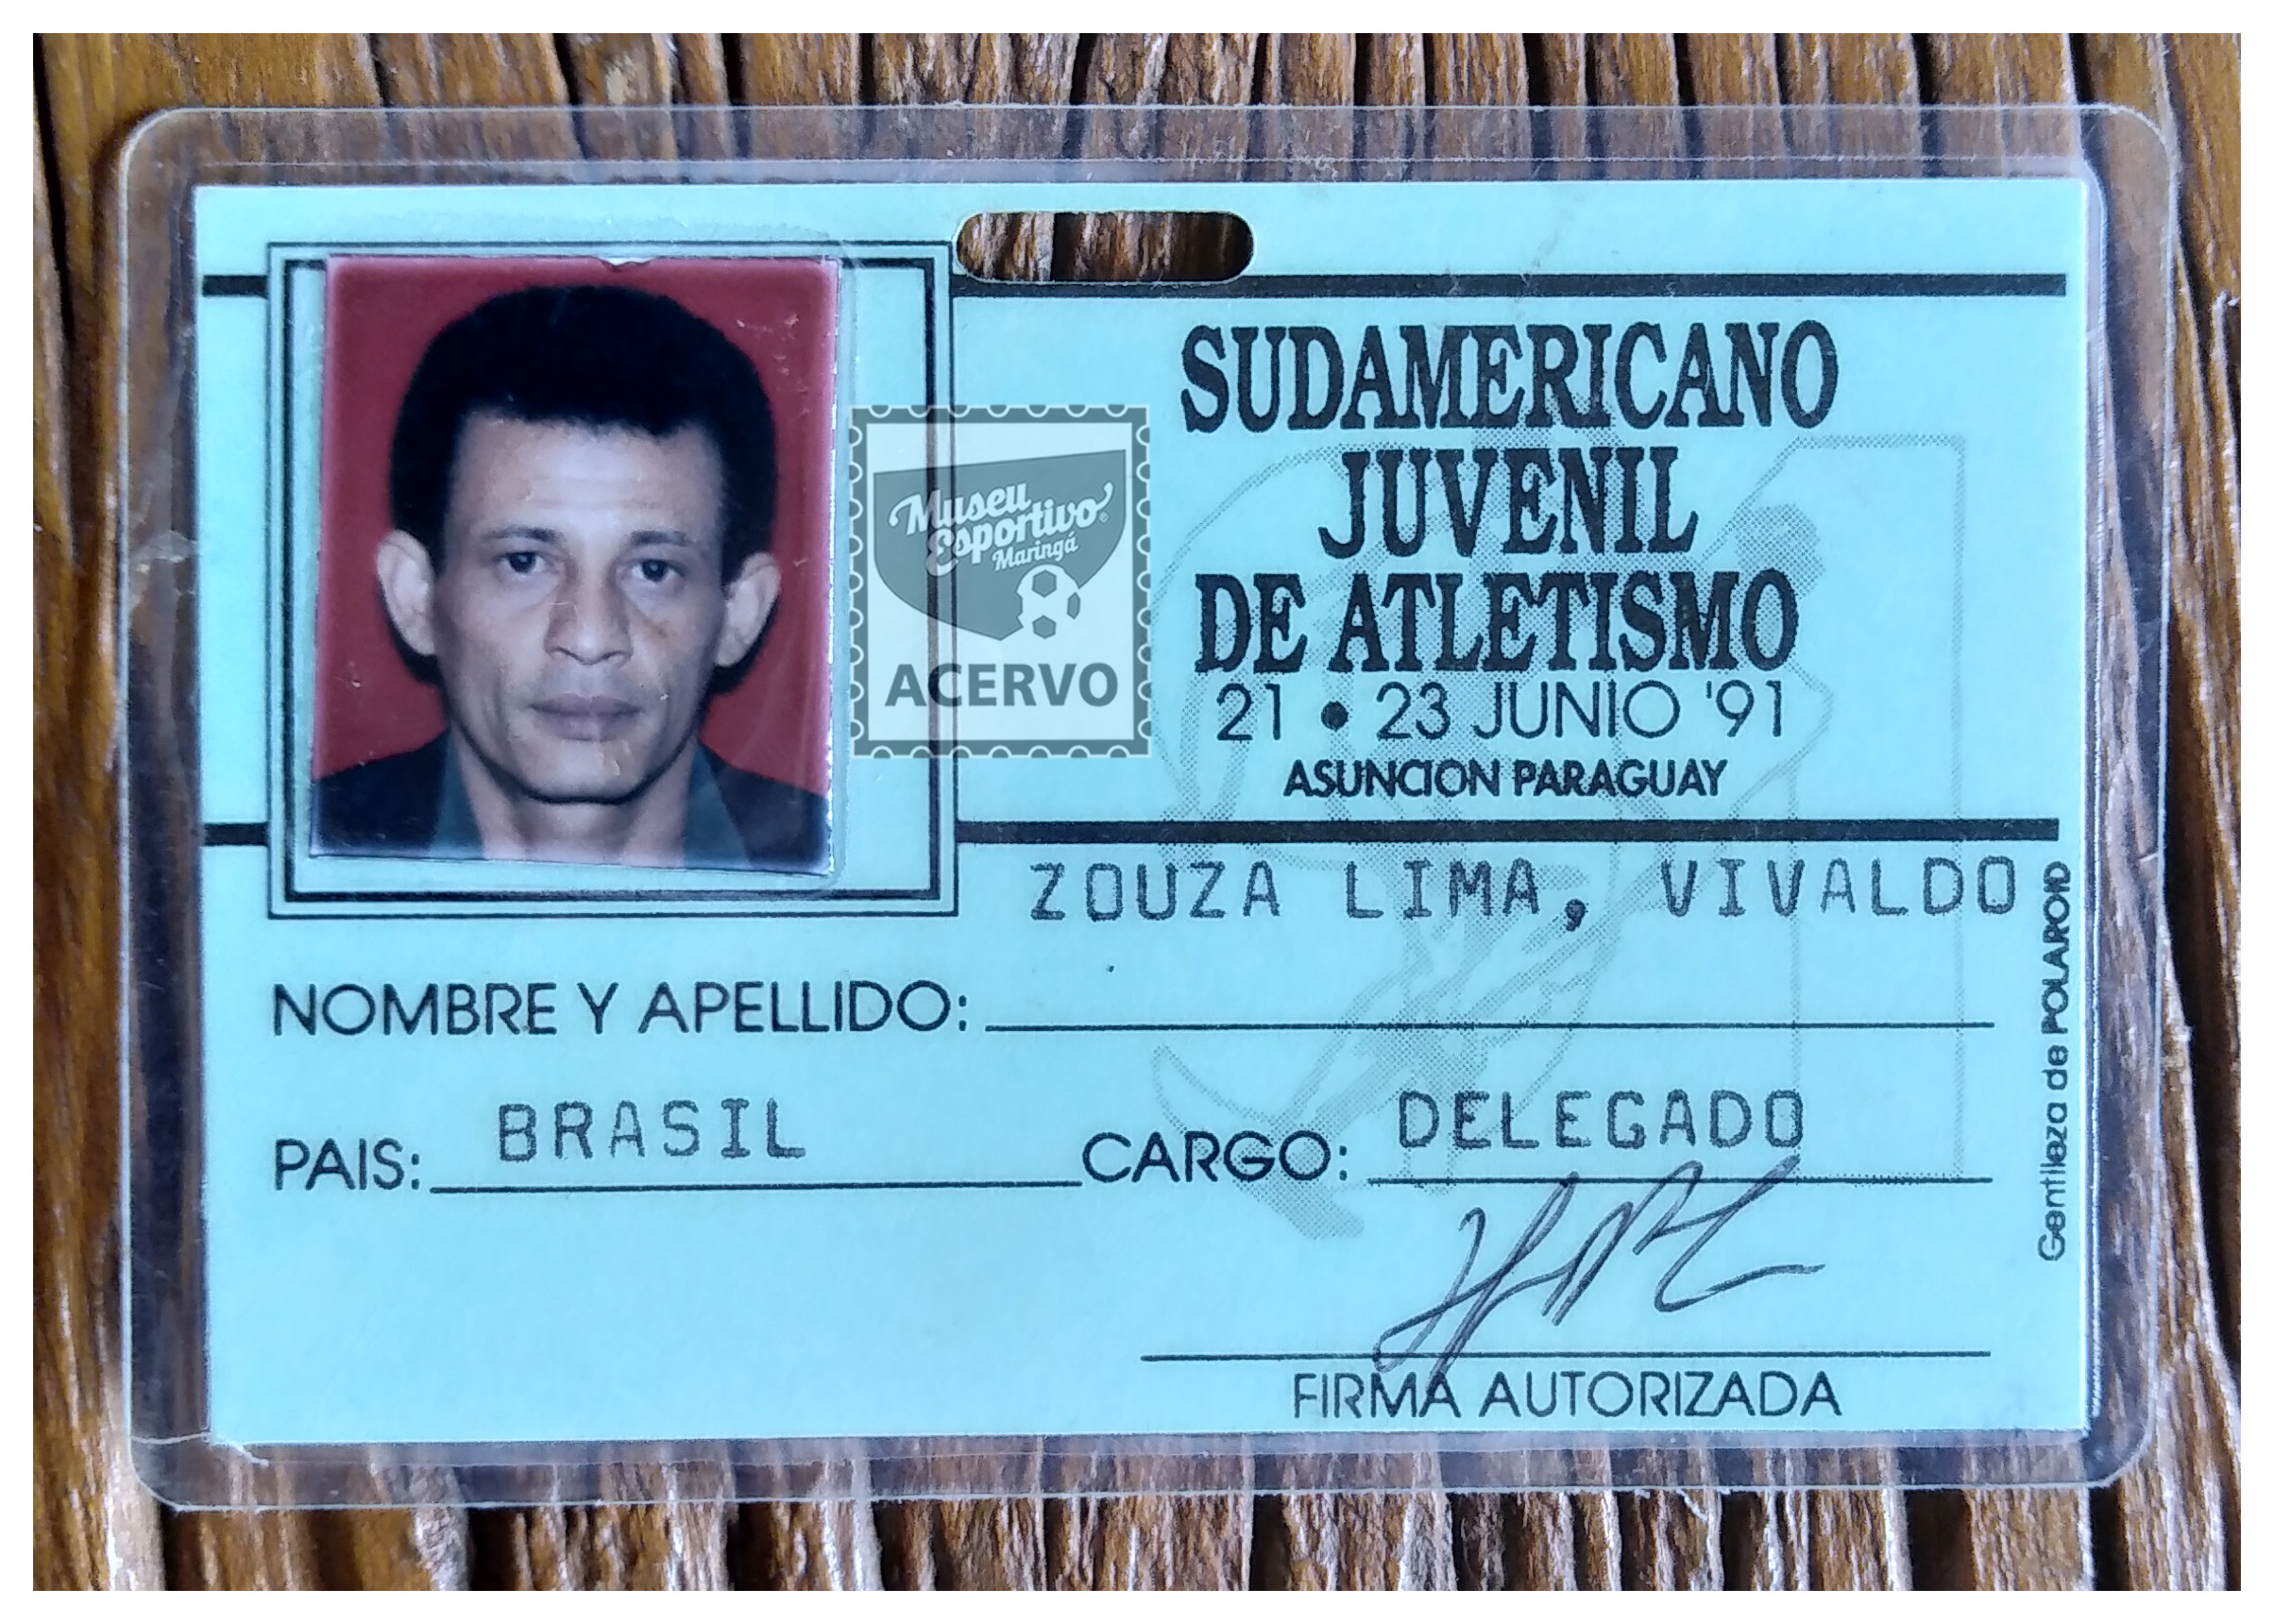 SUDAMERICANO
JUVENIL
DE ATLETISMO
21 • 23 JUNIO '91
ASUNCION PARAGUAY
Museu
Esportivo
Maringá
ACERVO
ZOUZA LIMA, VIVALDO
NOMBRE Y APELLIDO:
PAIS: BRASIL CARGO: DELEGADO
FIRMA AUTORIZADA
Gentileza de POLAROID